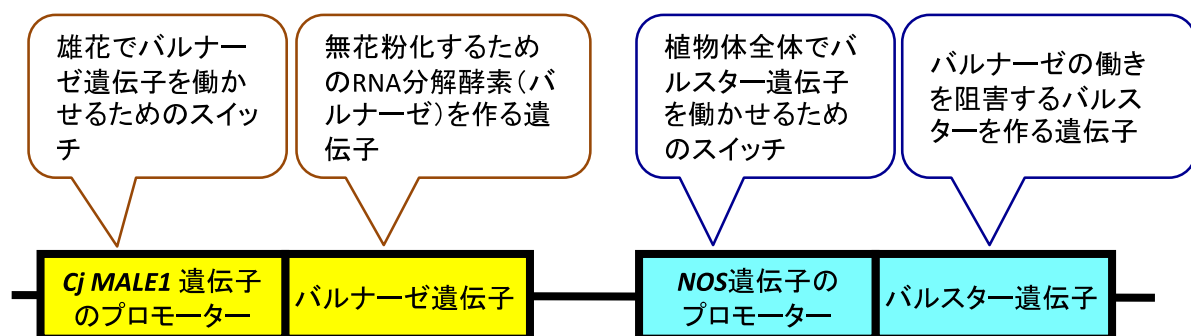 雄花でバルナー
ゼ遺伝子を働か
せるためのスイッ
チ
無花粉化するため
のRNA分解酵素(バ
ルナーゼ)を作る遺
伝子
植物体全体でバ
ルスター遺伝子
を働かせるため
のスイッチ
バルナーゼの働き
を阻害するバルス
ターを作る遺伝子
Cj MALE1 遺伝子
のプロモーター
バルナーゼ遺伝子
NOS遺伝子の
プロモーター
バルスター遺伝子